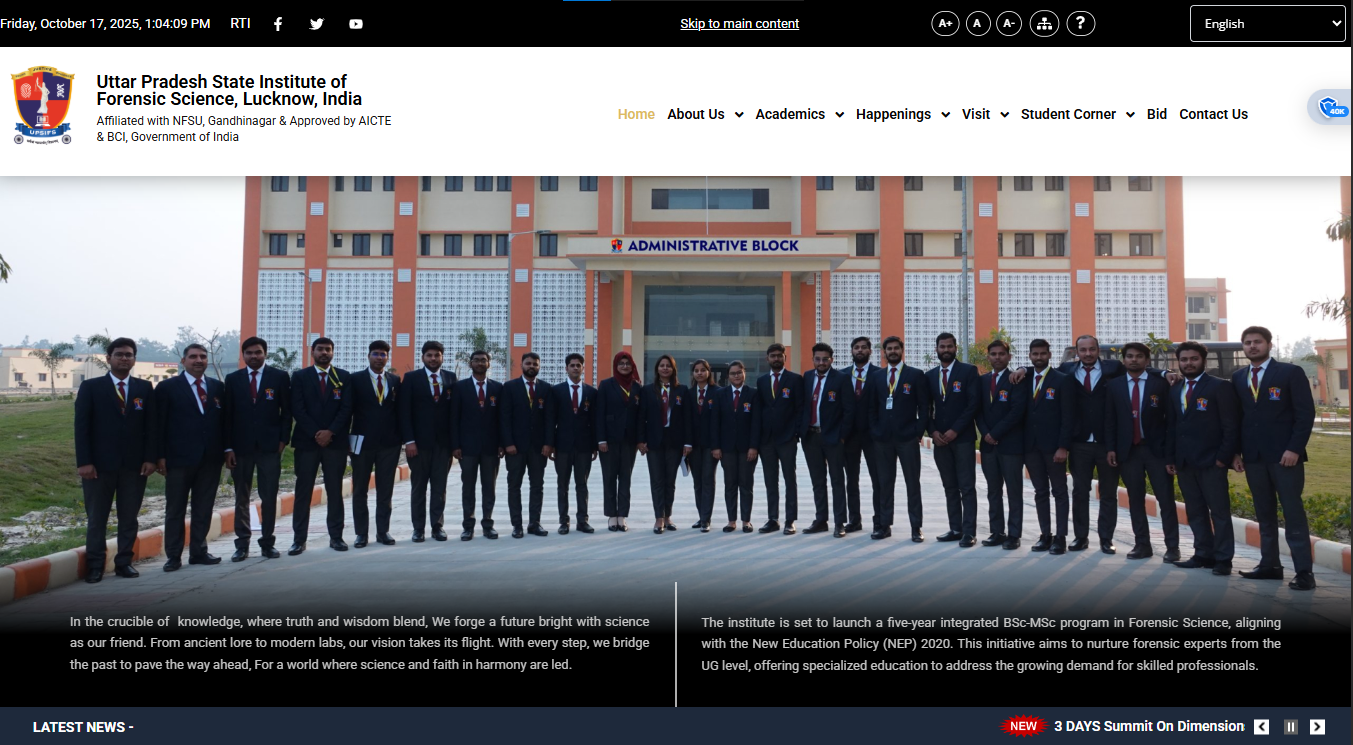 Friday, October 17, 2025, 1:04:09 PM RTI Skip to main content A+ A A- ? English
Uttar Pradesh State Institute of
Forensic Science, Lucknow, India
Affiliated with NFSU, Gandhinagar & Approved by AICTE
& BCI, Government of India
UPSIFS
Home About Us Academics Happenings Visit Student Corner Bid Contact Us
40K
ADMINISTRATIVE BLOCK
In the crucible of knowledge, where truth and wisdom blend, We forge a future bright with science
as our friend. From ancient lore to modern labs, our vision takes its flight. With every step, we bridge
the past to pave the way ahead, For a world where science and faith in harmony are led.
The institute is set to launch a five-year integrated BSc-MSc program in Forensic Science, aligning
with the New Education Policy (NEP) 2020. This initiative aims to nurture forensic experts from the
UG level, offering specialized education to address the growing demand for skilled professionals.
LATEST NEWS - NEW 3 DAYS Summit On Dimension